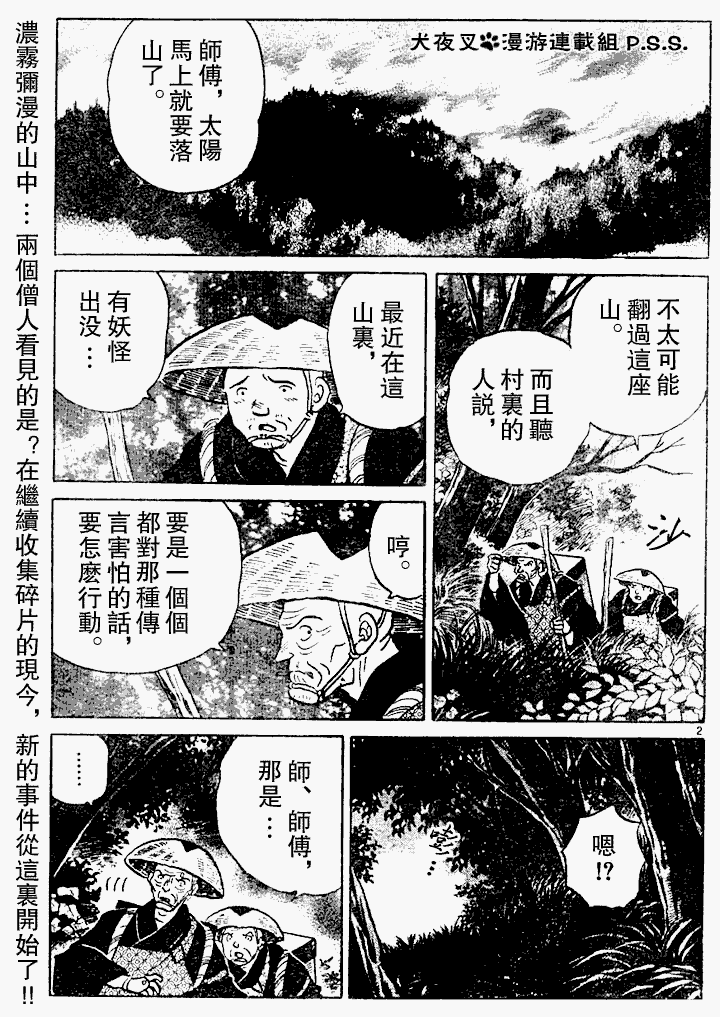 犬夜叉漫游連載組 P.S.S.
師傅，太陽
馬上就要落
山了。
不太可能
翻過這座
山。
而且聽
村裏的
人説，
最近在這
山裏，
有妖怪
出没…
哼。
要是一個個
都對那種傳
言害怕的話，
要怎麽行動。
2
嗯!?
師、師傅，
那是…
……
濃霧彌漫的山中…兩個僧人看見的是？在繼續收集碎片的現今，新的事件從這裏開始了!!